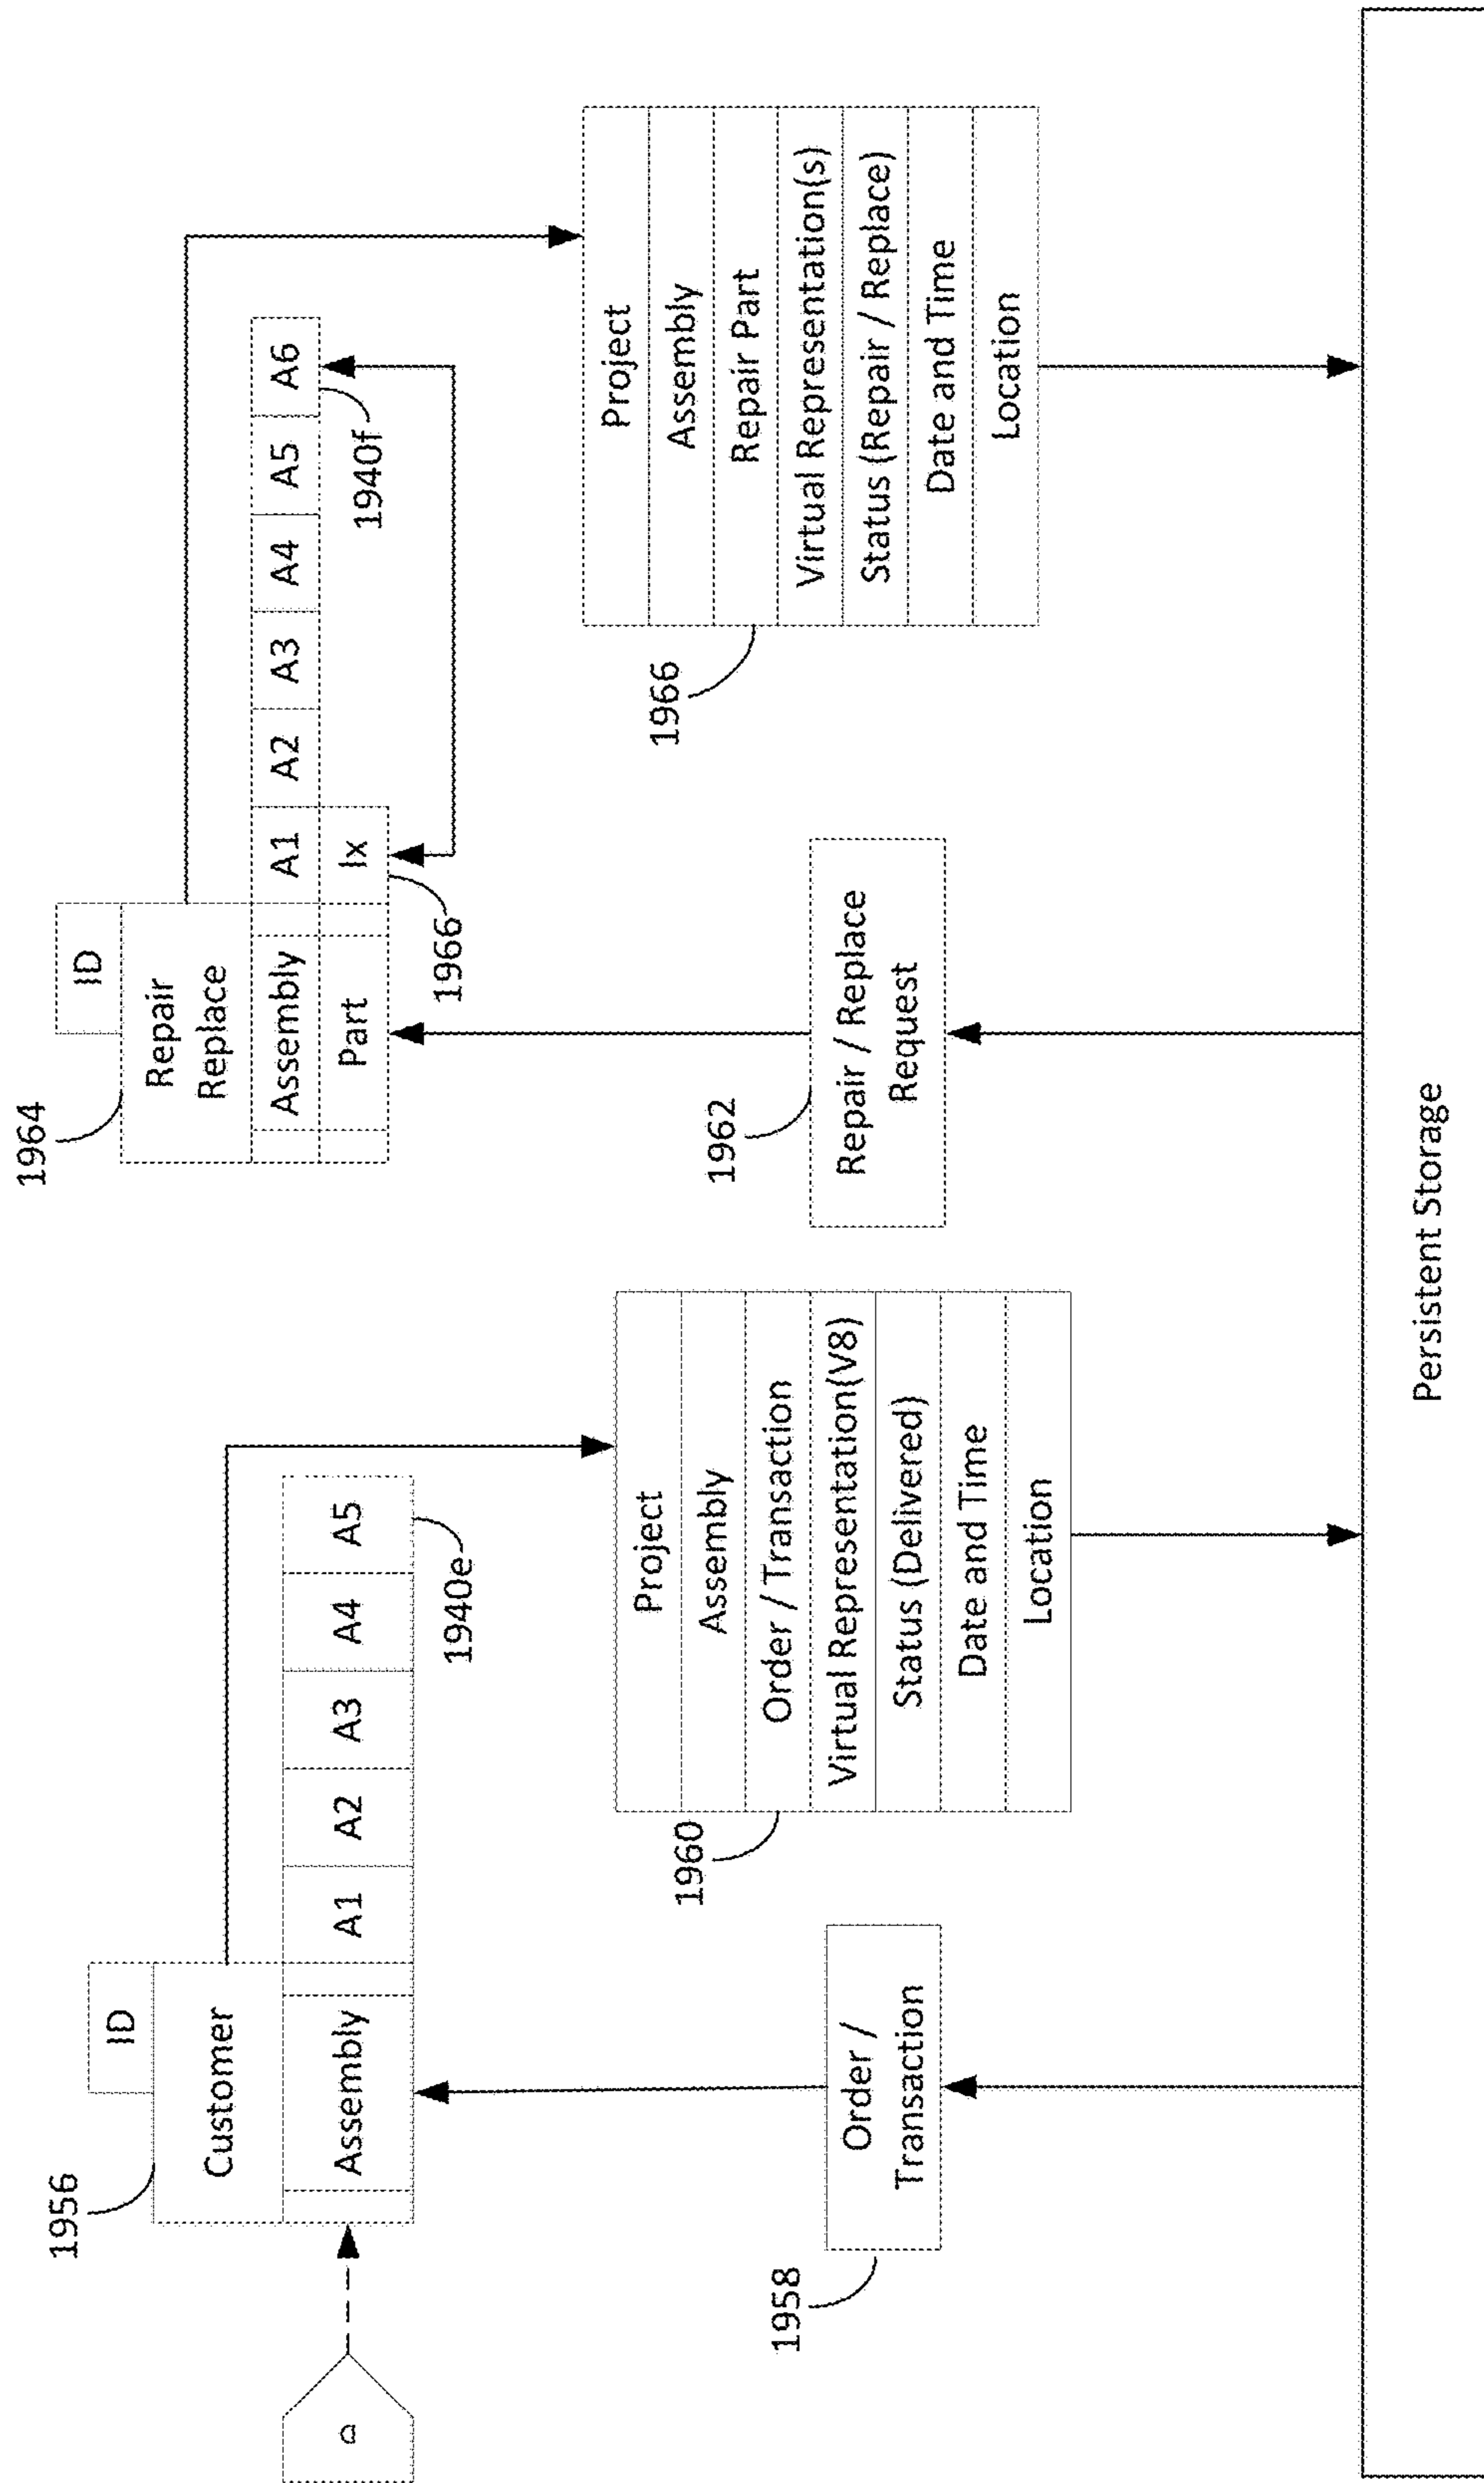 a
1956
ID
Customer
Assembly
A1
A2
A3
A4
A5
1940e
1958
Order /
Transaction
1960
Project
Assembly
Order / Transaction
Virtual Representation(V8)
Status (Delivered)
Date and Time
Location
1964
ID
Repair
Replace
Assembly
A1
A2
A3
A4
A5
A6
Part
Ix
1966
1940f
1962
Repair / Replace
Request
1966
Project
Assembly
Repair Part
Virtual Representation(s)
Status (Repair / Replace)
Date and Time
Location
Persistent Storage